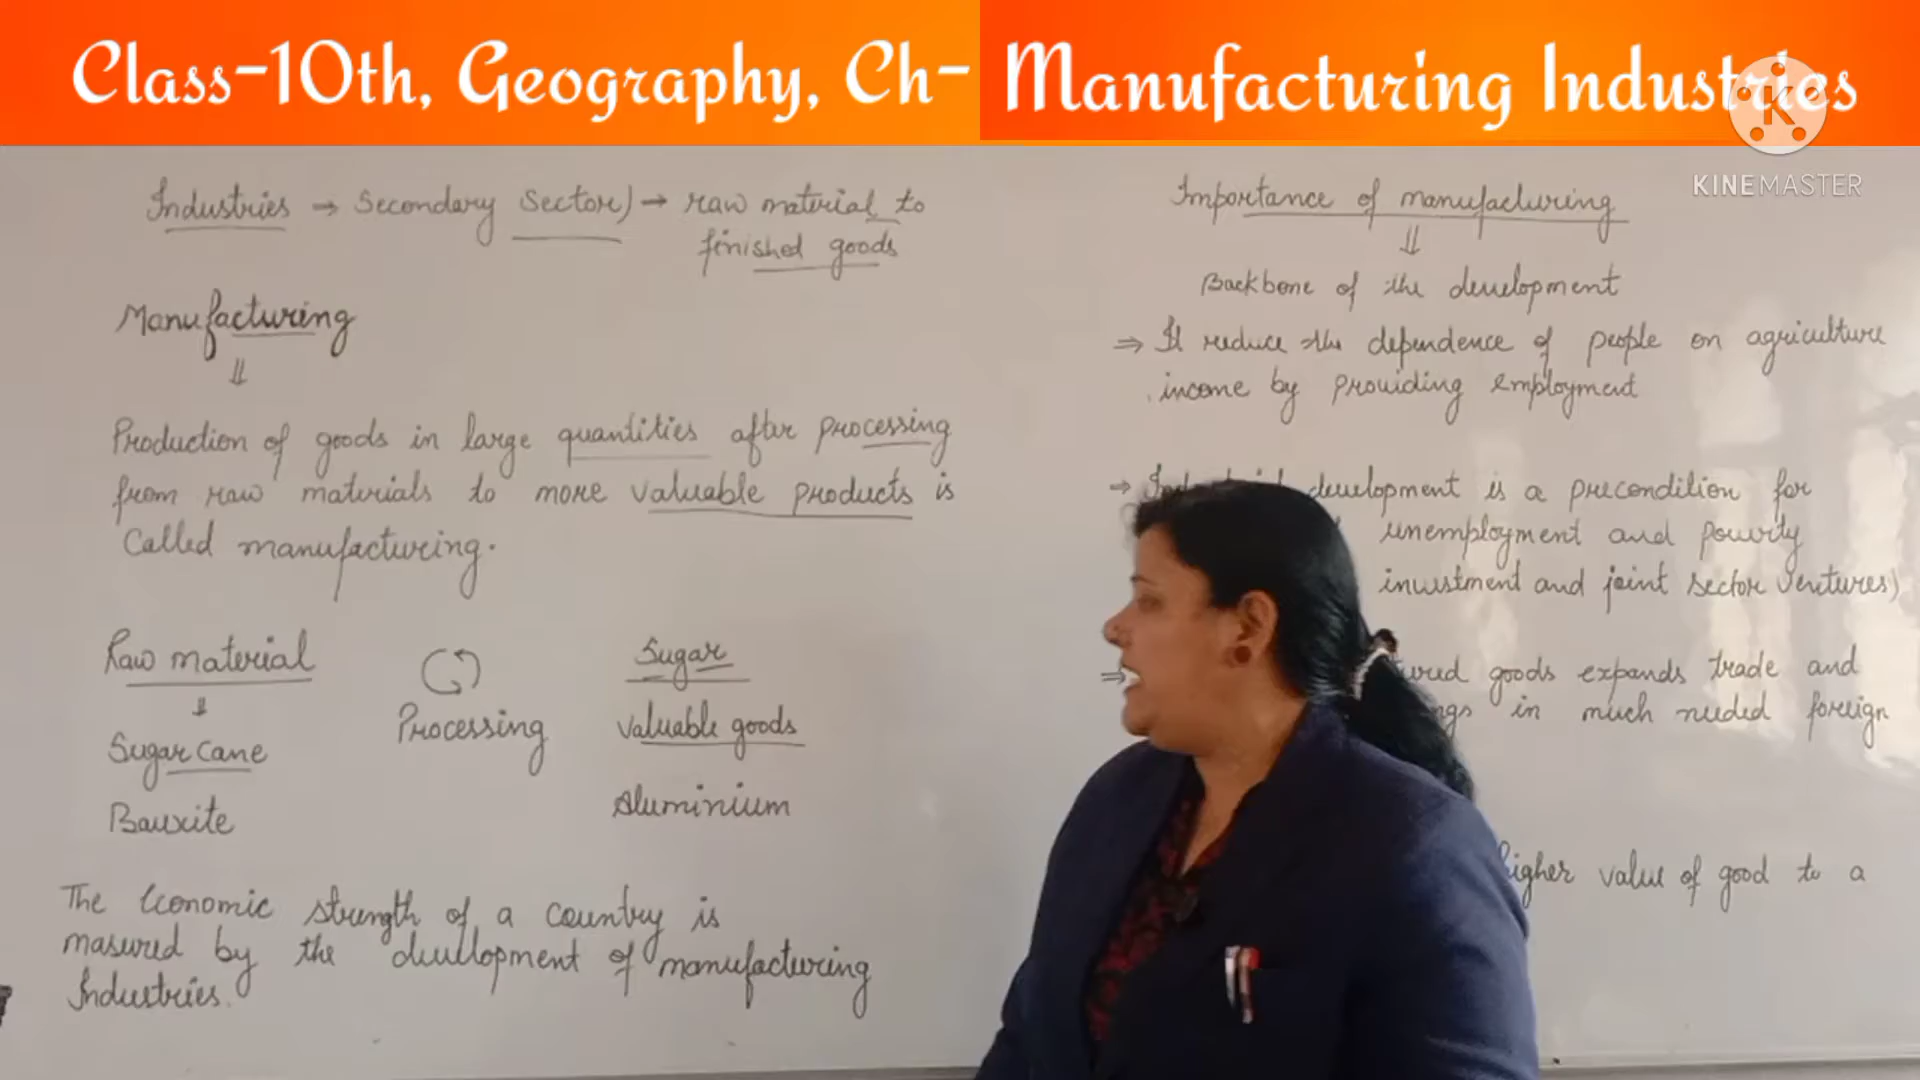 Class-10th, Geography, Ch- Manufacturing Industries
KINEMASTER
Industries → Secondary Sector) → raw material to
finished goods
Manufacturing
⇓
Production of goods in large quantities after processing
from raw materials to more valuable products is
Called manufacturing.
Raw material
Sugarcane
Bauxite
Processing
Sugar
Valuable goods
Aluminium
The Economic strength of a country is
masured by the development of manufacturing
Industries.
Importance of manufacturing
⇓
Backbone of the development
⇒ It reduce the dependence of people on agriculture
income by providing employment
→ development is a precondition for
unemployment and poverty
investment and joint sector ventures)
⇒ goods expands trade and
in much needed foreign
higher value of good to a